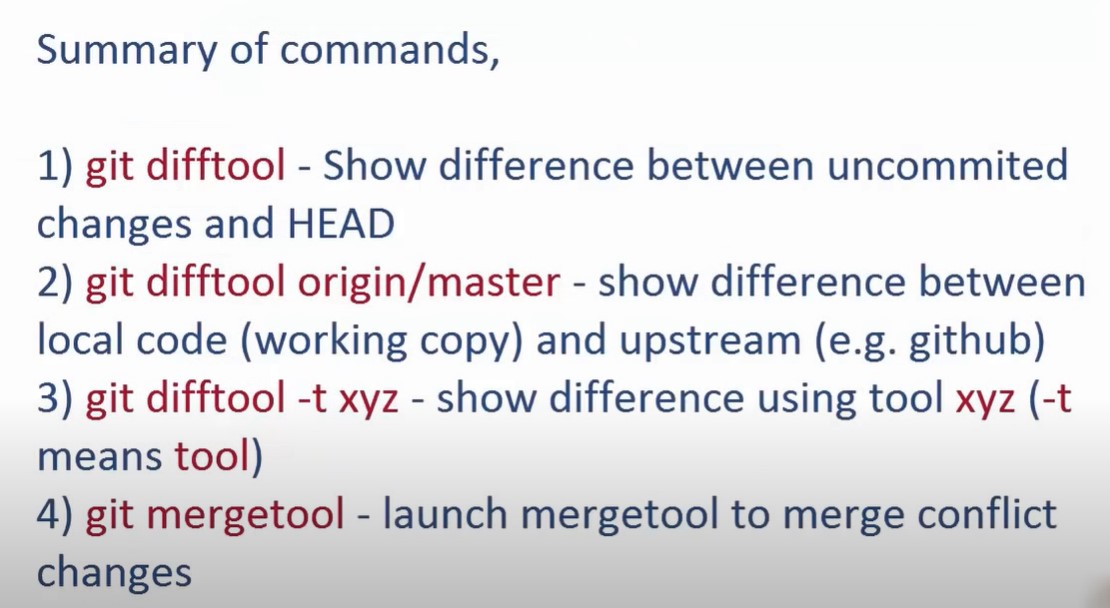 Summary of commands,
1) git difftool - Show difference between uncommited
changes and HEAD
2) git difftool origin/master - show difference between
local code (working copy) and upstream (e.g. github)
3) git difftool -t xyz - show difference using tool xyz (-t
means tool)
4) git mergetool - launch mergetool to merge conflict
changes